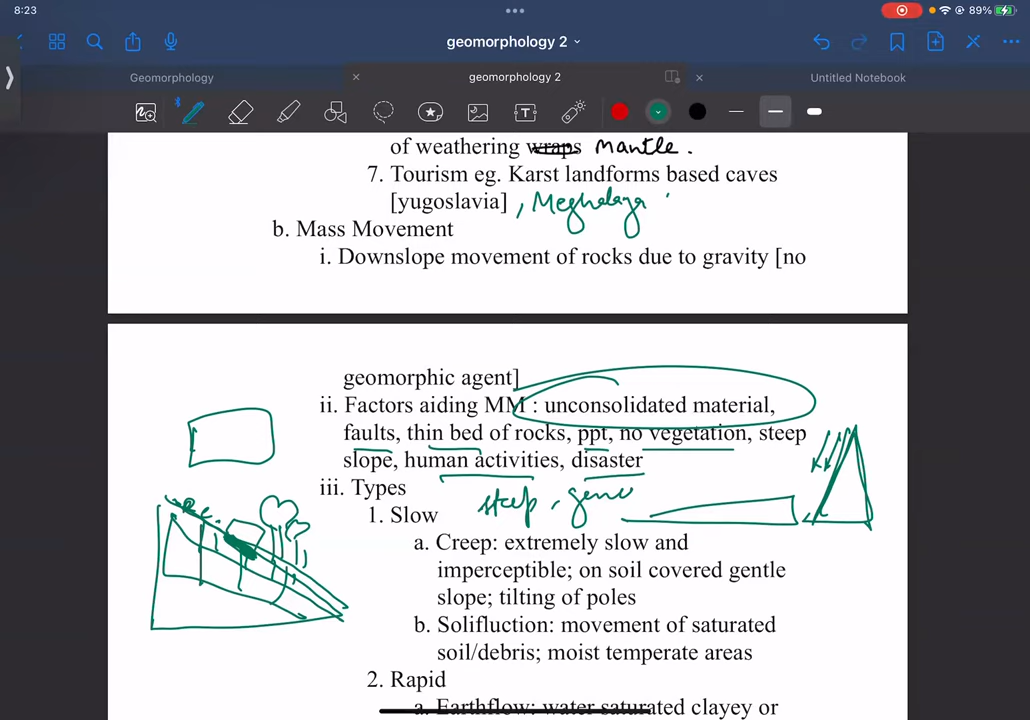 8:23
89%
geomorphology 2
Geomorphology
geomorphology 2
Untitled Notebook
of weathering wraps Mantle.
7. Tourism eg. Karst landforms based caves
[yugoslavia] , Meghalaya
b. Mass Movement
i. Downslope movement of rocks due to gravity [no
geomorphic agent]
ii. Factors aiding MM : unconsolidated material,
faults, thin bed of rocks, ppt, no vegetation, steep
slope, human activities, disaster
iii. Types
steep,
1. Slow
a. Creep: extremely slow and
imperceptible; on soil covered gentle
slope; tilting of poles
b. Solifluction: movement of saturated
soil/debris; moist temperate areas
2. Rapid
a. Earthflow: water saturated clayey or